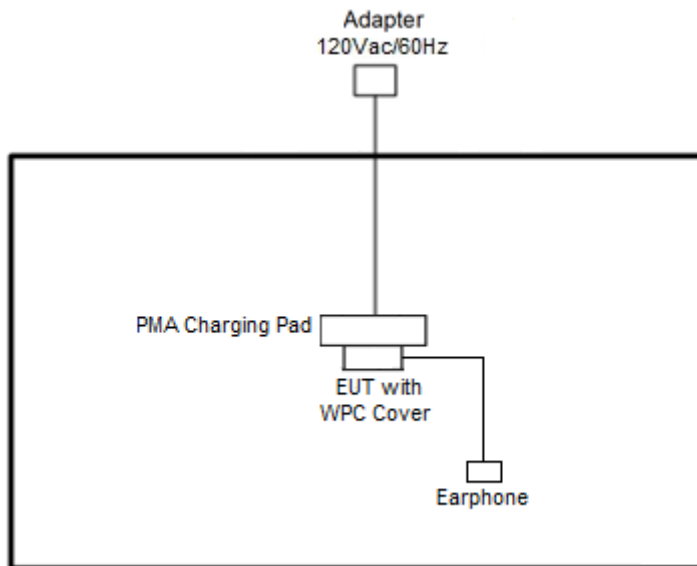 Adapter
120Vac/60Hz
PMA Charging Pad
EUT with
WPC Cover
Earphone